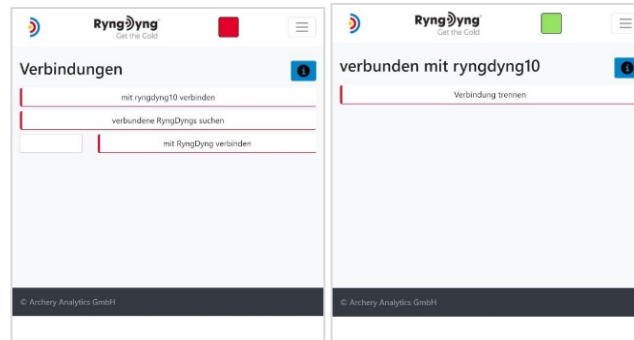 RyngDyng
Get the Gold
Verbindungen
mit ryngdyng10 verbinden
verbundene RyngDyngs suchen
mit RyngDyng verbinden
© Archery Analytics GmbH
RyngDyng
Get the Gold
verbunden mit ryngdyng10
Verbindung trennen
© Archery Analytics GmbH